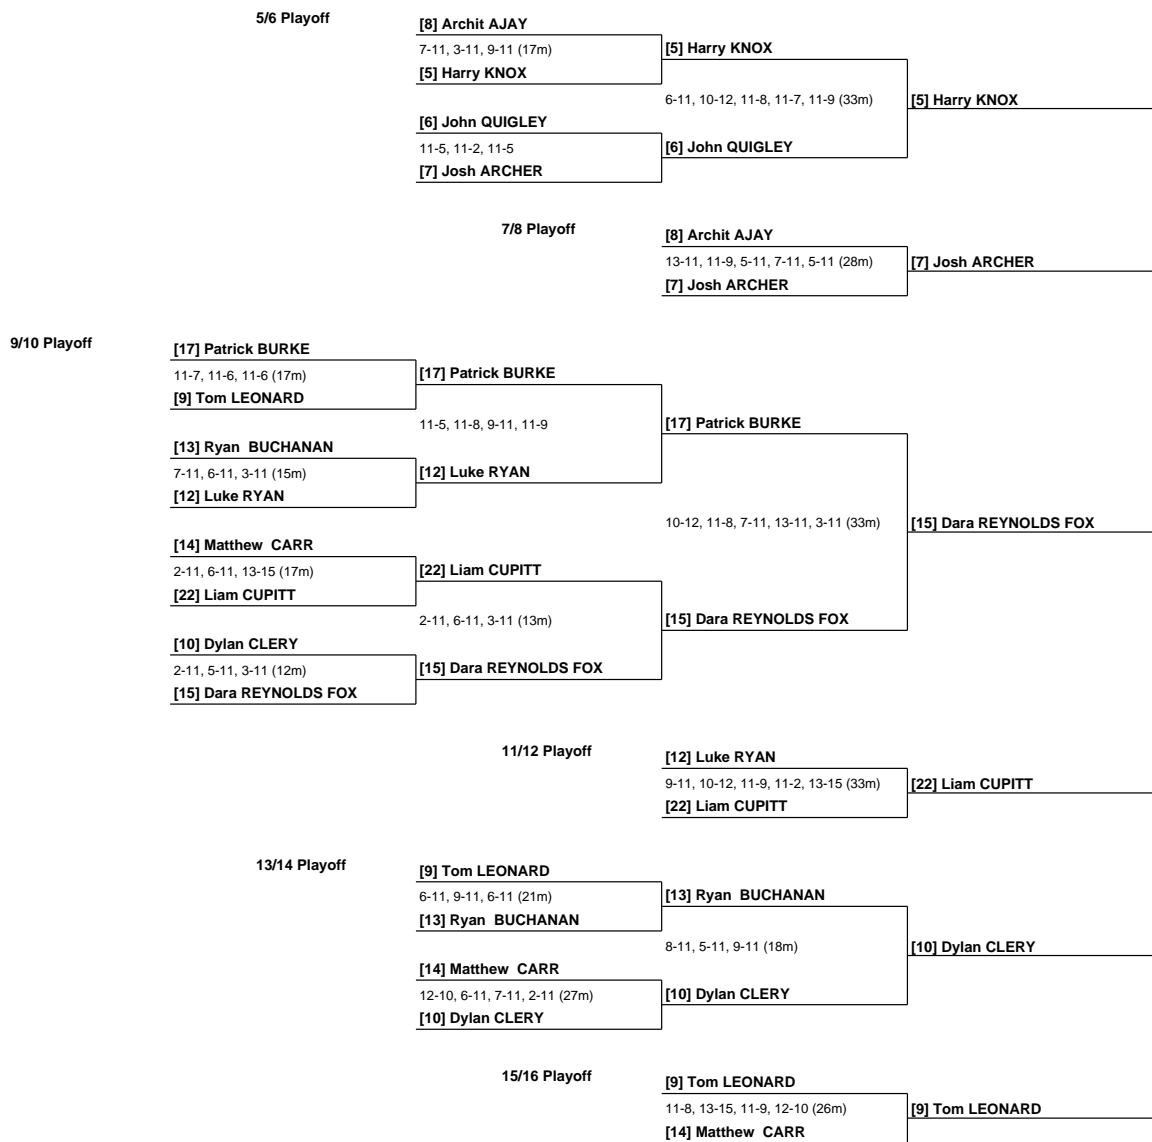 5/6 Playoff
[8] Archit AJAY
7-11, 3-11, 9-11 (17m)
[5] Harry KNOX
[5] Harry KNOX
6-11, 10-12, 11-8, 11-7, 11-9 (33m)
[5] Harry KNOX
[6] John QUIGLEY
11-5, 11-2, 11-5
[6] John QUIGLEY
[7] Josh ARCHER
7/8 Playoff
[8] Archit AJAY
13-11, 11-9, 5-11, 7-11, 5-11 (28m)
[7] Josh ARCHER
[7] Josh ARCHER
9/10 Playoff
[17] Patrick BURKE
11-7, 11-6, 11-6 (17m)
[17] Patrick BURKE
[9] Tom LEONARD
11-5, 11-8, 9-11, 11-9
[17] Patrick BURKE
[13] Ryan  BUCHANAN
7-11, 6-11, 3-11 (15m)
[12] Luke RYAN
[12] Luke RYAN
10-12, 11-8, 7-11, 13-11, 3-11 (33m)
[15] Dara REYNOLDS FOX
[14] Matthew  CARR
2-11, 6-11, 13-15 (17m)
[22] Liam CUPITT
[22] Liam CUPITT
2-11, 6-11, 3-11 (13m)
[15] Dara REYNOLDS FOX
[10] Dylan CLERY
2-11, 5-11, 3-11 (12m)
[15] Dara REYNOLDS FOX
[15] Dara REYNOLDS FOX
11/12 Playoff
[12] Luke RYAN
9-11, 10-12, 11-9, 11-2, 13-15 (33m)
[22] Liam CUPITT
[22] Liam CUPITT
13/14 Playoff
[9] Tom LEONARD
6-11, 9-11, 6-11 (21m)
[13] Ryan  BUCHANAN
[13] Ryan  BUCHANAN
8-11, 5-11, 9-11 (18m)
[10] Dylan CLERY
[14] Matthew  CARR
12-10, 6-11, 7-11, 2-11 (27m)
[10] Dylan CLERY
[10] Dylan CLERY
15/16 Playoff
[9] Tom LEONARD
11-8, 13-15, 11-9, 12-10 (26m)
[9] Tom LEONARD
[14] Matthew  CARR